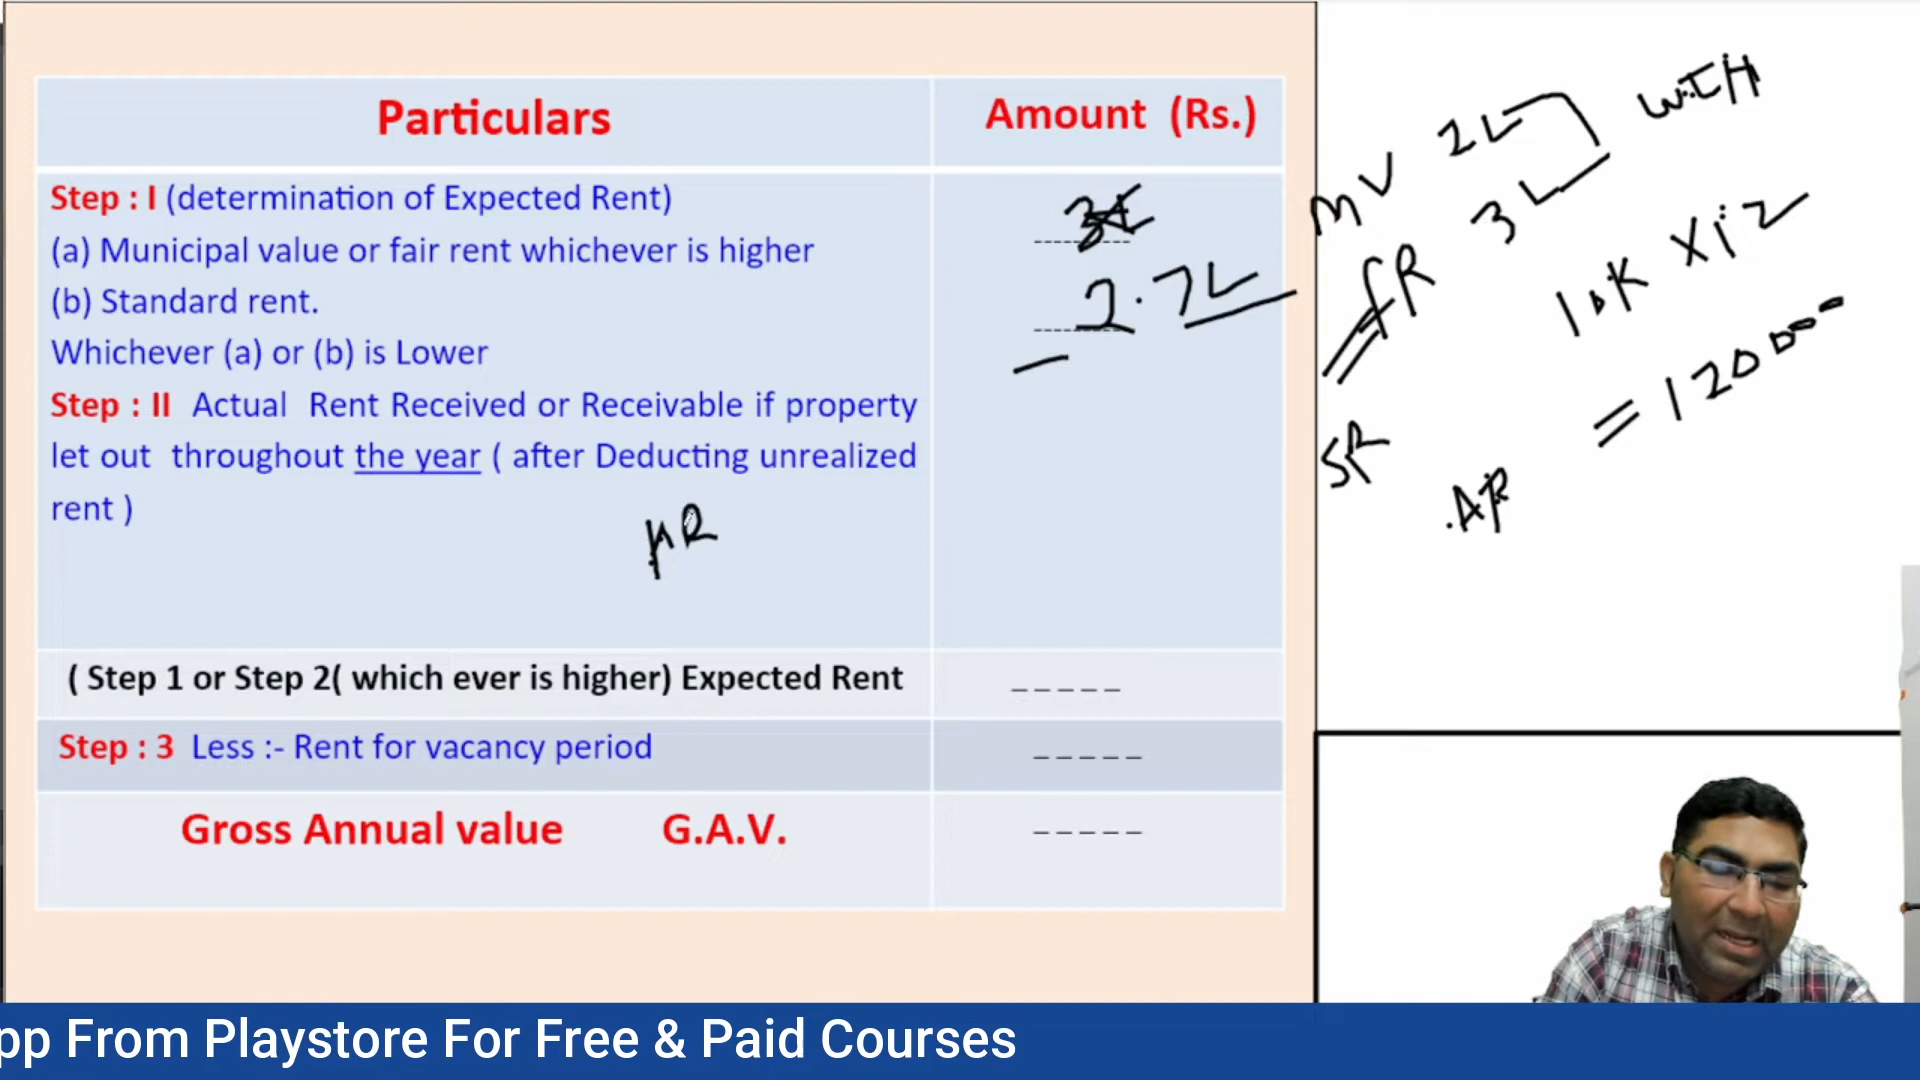 Particulars Amount (Rs.)
Step : I (determination of Expected Rent)
(a) Municipal value or fair rent whichever is higher
(b) Standard rent.
2.7L
Whichever (a) or (b) is Lower
Step : II Actual Rent Received or Receivable if property
let out throughout the year ( after Deducting unrealized
rent )
UR
( Step 1 or Step 2( which ever is higher) Expected Rent -----
Step : 3 Less :- Rent for vacancy period -----
Gross Annual value G.A.V. -----
MV 2L WIH
FR 3L
10K X12
= 120000
SR
AR
pp From Playstore For Free & Paid Courses